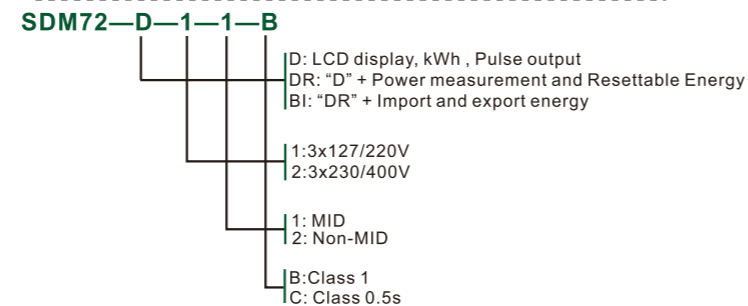 SDM72—D—1—1—B
D: LCD display, kWh , Pulse output
DR: “D” + Power measurement and Resettable Energy
BI: “DR” + Import and export energy
1:3x127/220V
2:3x230/400V
1: MID
2: Non-MID
B:Class 1
C: Class 0.5s